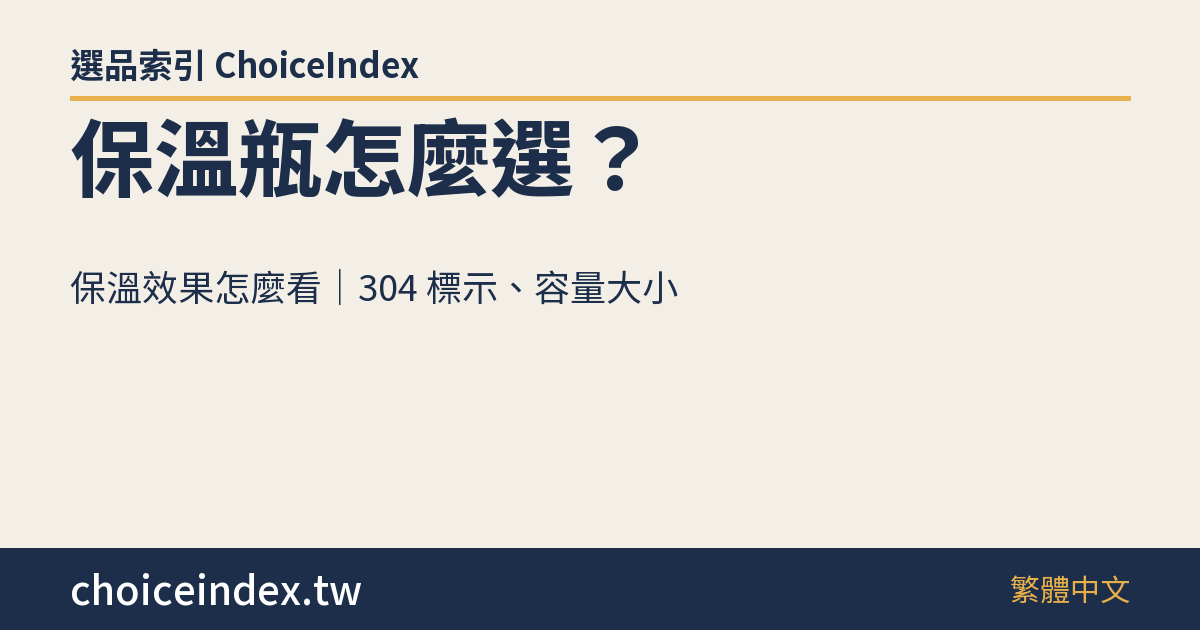 選品索引 ChoiceIndex
保溫瓶怎麼選？
保溫效果怎麼看｜304 標示、容量大小
choiceindex.tw
繁體中文